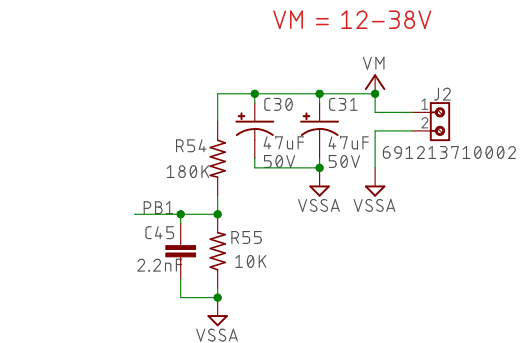 VM = 12-38V
VM
C30
C31
J2
1
2
47uF
50V
47uF
50V
691213710002
R54
180K
VSSA
VSSA
PB1
C45
2.2nF
R55
10K
VSSA